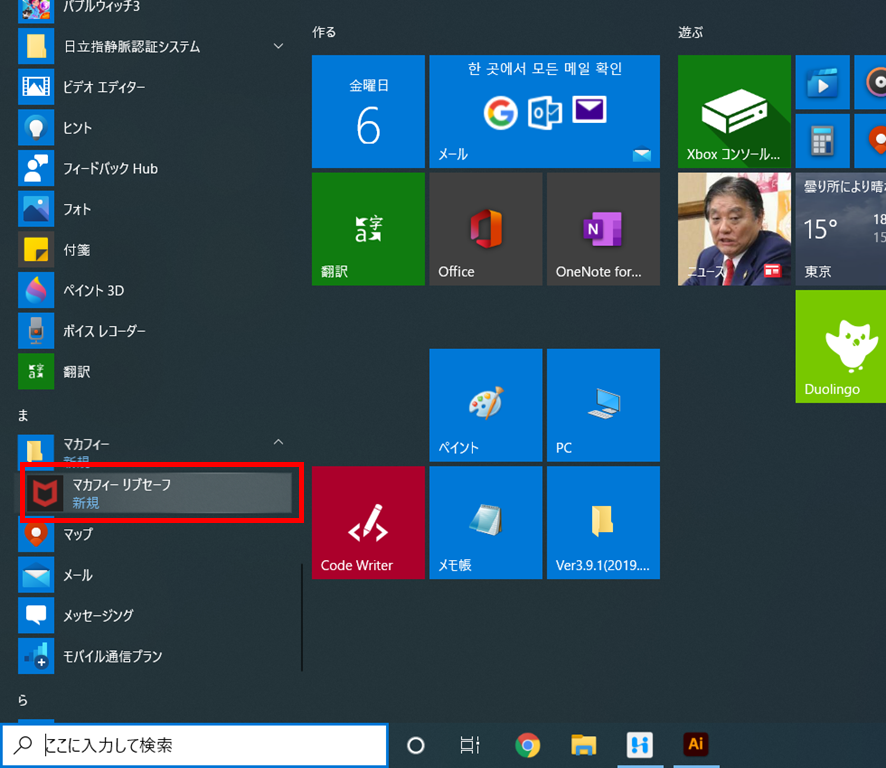 バブルウィッチ3
日立指静脈認証システム
ビデオ エディター
ヒント
フィードバック Hub
フォト
付箋
ペイント 3D
ボイス レコーダー
翻訳
ま
マカフィー
新規
マカフィー リブセーフ
新規
マップ
メール
メッセージング
モバイル通信プラン
ら
ここに入力して検索
作る
金曜日
6
한 곳에서 모든 메일 확인
メール
a字
翻訳
Office
N
OneNote for...
ペイント
PC
Code Writer
メモ帳
Ver3.9.1(2019....
遊ぶ
Xbox コンソール...
ニュース
曇り所により晴れ
15°
18
15
東京
Duolingo
Ai